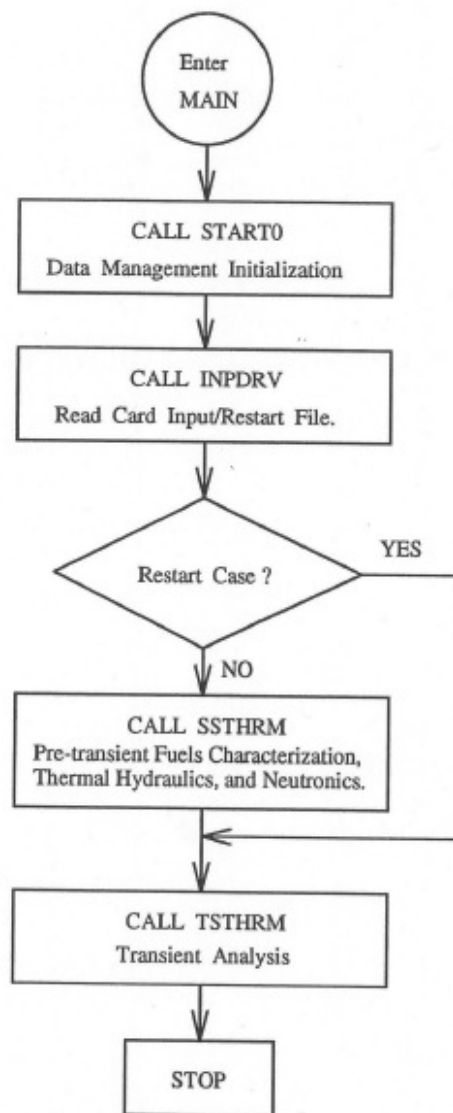 Enter
MAIN
CALL START0
Data Management Initialization
CALL INPDRV
Read Card Input/Restart File.
Restart Case ?
YES
NO
CALL SSTHRM
Pre-transient Fuels Characterization,
Thermal Hydraulics, and Neutronics.
CALL TSTHRM
Transient Analysis
STOP